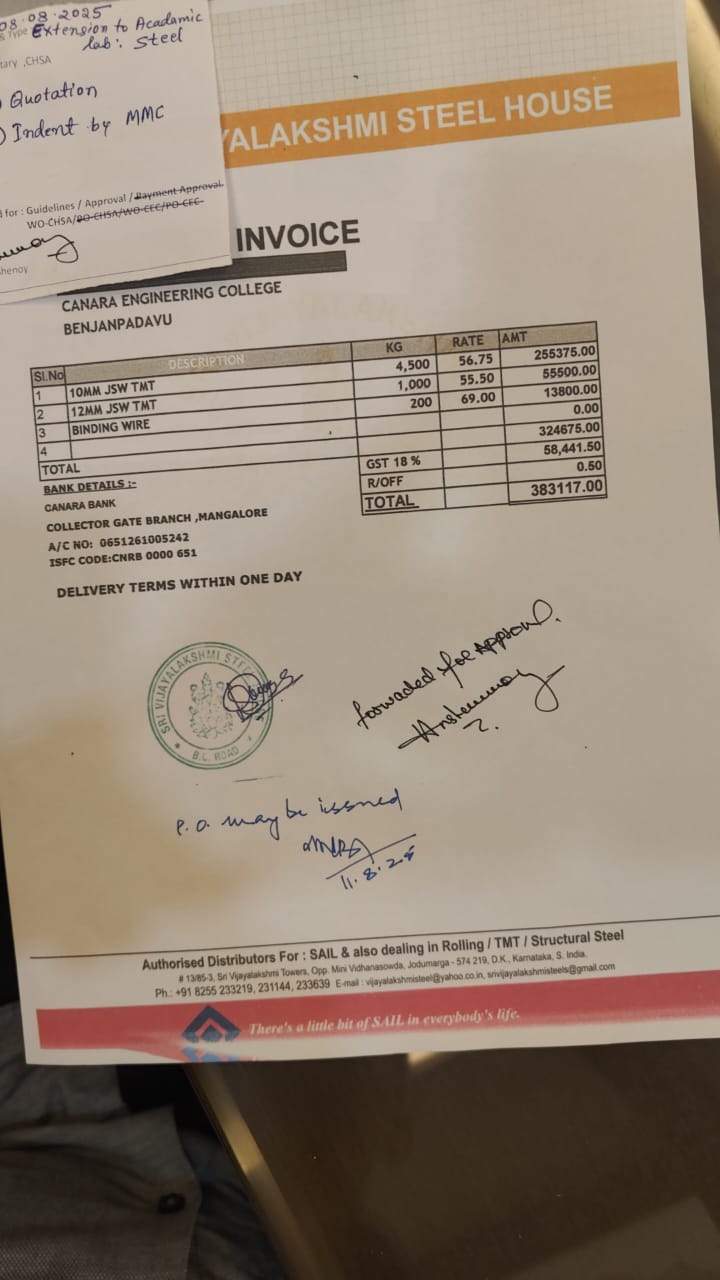 08.08.2025
& Type Extension to Acadamic
lab: Steel
tary ,CHSA
Quotation
Indent by MMC
d for : Guidelines / Approval / Payment Approval
WO-CHSA/PO-CHSA/WO-CEC/PO-CEC
henoy
YALAKSHMI STEEL HOUSE
INVOICE
CANARA ENGINEERING COLLEGE
BENJANPADAVU
Sl.No DESCRIPTION KG RATE AMT
1 10MM JSW TMT 4,500 56.75 255375.00
2 12MM JSW TMT 1,000 55.50 55500.00
3 BINDING WIRE 200 69.00 13800.00
4 0.00
TOTAL 324675.00
GST 18 % 58,441.50
R/OFF 0.50
TOTAL 383117.00
BANK DETAILS :-
CANARA BANK
COLLECTOR GATE BRANCH ,MANGALORE
A/C NO: 0651261005242
ISFC CODE:CNRB 0000 651
DELIVERY TERMS WITHIN ONE DAY
SRI VIJAYALAKSHMI STEE
B.C. ROAD
forwaded for Approval.
P.O. may be issued
11.8.25
Authorised Distributors For : SAIL & also dealing in Rolling / TMT / Structural Steel
# 13/85-3, Sri Vijayalakshmi Towers, Opp. Mini Vidhanasowda, Jodumarga - 574 219, D.K., Karnataka, S. India.
Ph.: +91 8255 233219, 231144, 233639 E-mail : vijayalakshmisteel@yahoo.co.in, srivijayalakshmisteels@gmail.com
There's a little bit of SAIL in everybody's life.